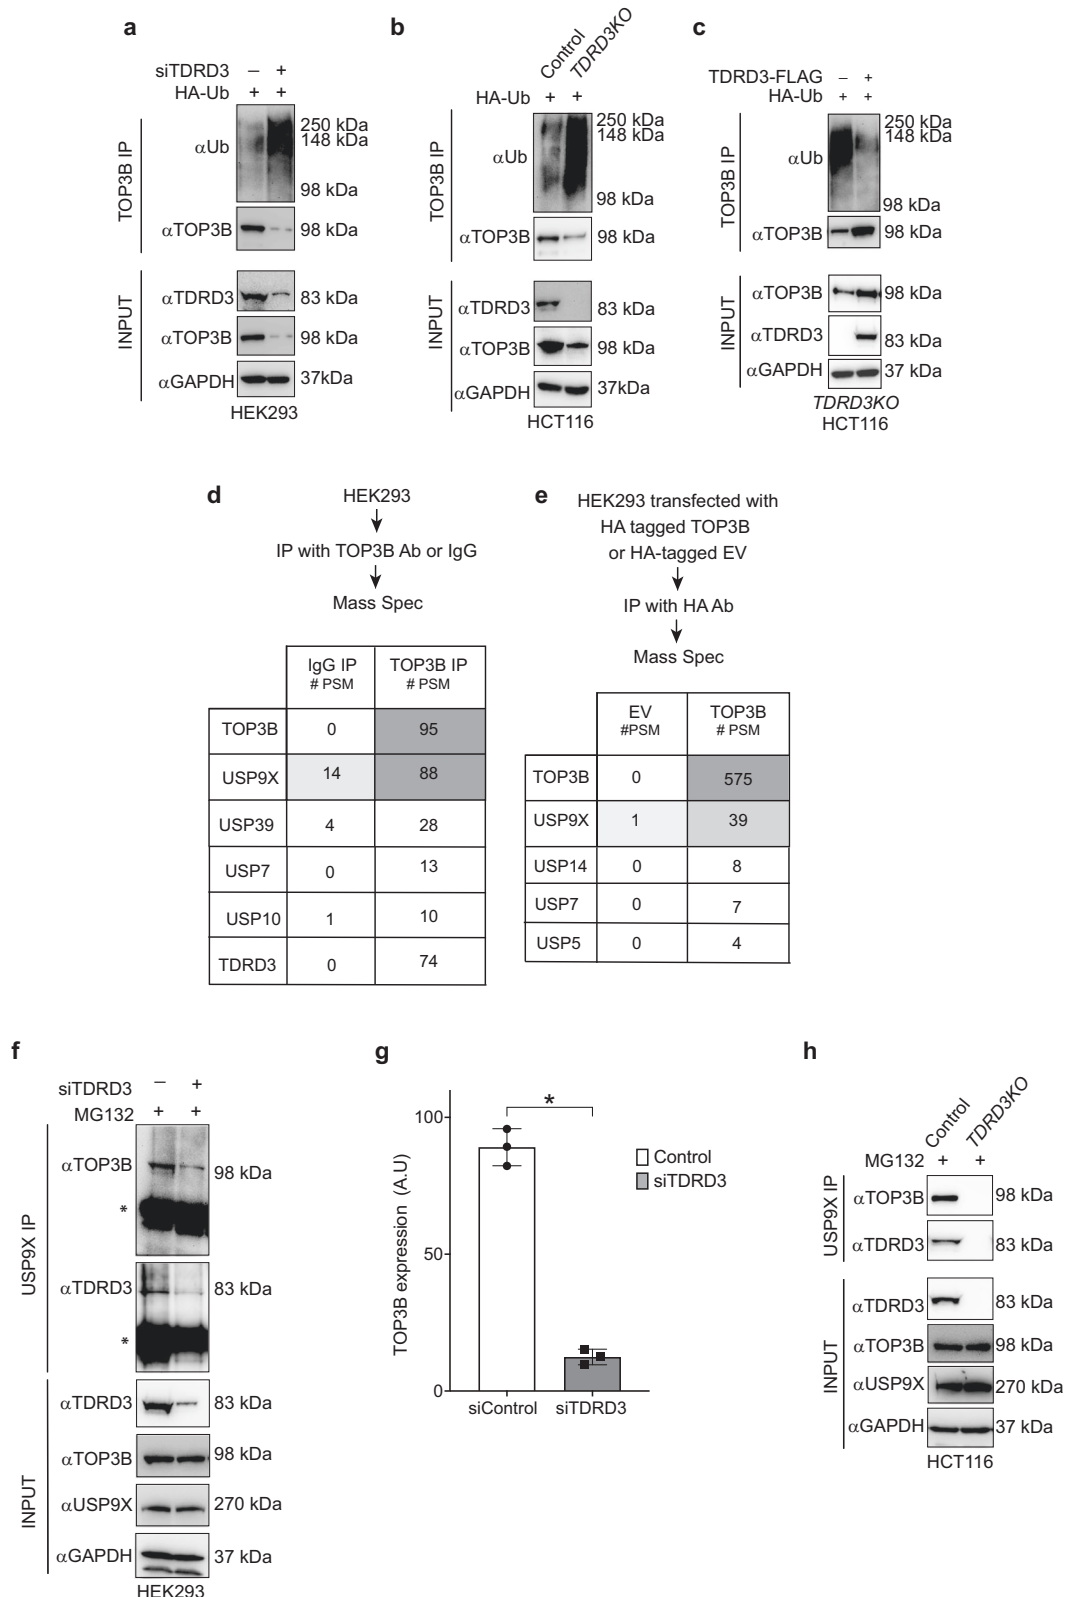 a
siTDRD3 – +
HA-Ub + +
TOP3B IP
αUb
250 kDa
148 kDa
98 kDa
αTOP3B 98 kDa
INPUT
αTDRD3 83 kDa
αTOP3B 98 kDa
αGAPDH 37kDa
HEK293
b
Control TDRD3KO
HA-Ub + +
TOP3B IP
αUb
250 kDa
148 kDa
98 kDa
αTOP3B 98 kDa
INPUT
αTDRD3 83 kDa
αTOP3B 98 kDa
αGAPDH 37kDa
HCT116
c
TDRD3-FLAG – +
HA-Ub + +
TOP3B IP
αUb
250 kDa
148 kDa
98 kDa
αTOP3B 98 kDa
INPUT
αTOP3B 98 kDa
αTDRD3 83 kDa
αGAPDH 37 kDa
TDRD3KO
HCT116
d
HEK293
IP with TOP3B Ab or IgG
Mass Spec
IgG IP TOP3B IP
# PSM # PSM
TOP3B 0 95
USP9X 14 88
USP39 4 28
USP7 0 13
USP10 1 10
TDRD3 0 74
e
HEK293 transfected with
HA tagged TOP3B
or HA-tagged EV
IP with HA Ab
Mass Spec
EV TOP3B
#PSM # PSM
TOP3B 0 575
USP9X 1 39
USP14 0 8
USP7 0 7
USP5 0 4
f
siTDRD3 – +
MG132 + +
USP9X IP
αTOP3B 98 kDa
*
αTDRD3 83 kDa
*
INPUT
αTDRD3 83 kDa
αTOP3B 98 kDa
αUSP9X 270 kDa
αGAPDH 37 kDa
HEK293
g
TOP3B expression (A.U)
100
50
0
*
Control
siTDRD3
siControl siTDRD3
h
Control TDRD3KO
MG132 + +
USP9X IP
αTOP3B 98 kDa
αTDRD3 83 kDa
INPUT
αTDRD3 83 kDa
αTOP3B 98 kDa
αUSP9X 270 kDa
αGAPDH 37 kDa
HCT116